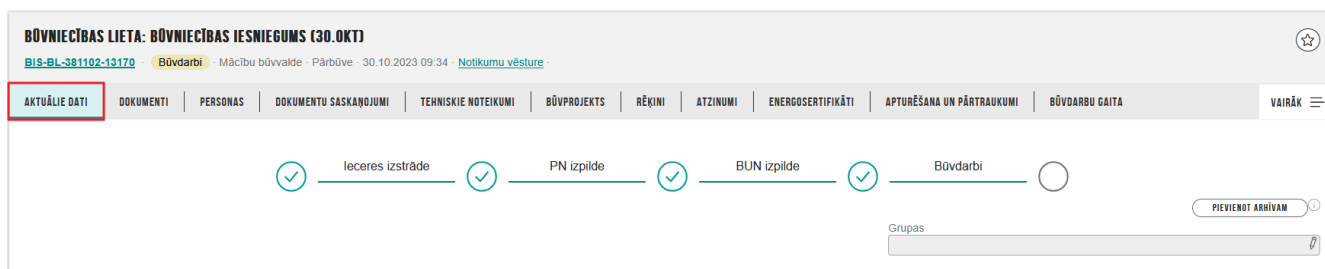 BŪVNIECĪBAS LIETA: BŪVNIECĪBAS IESNIEGUMS (30.OKT)
BIS-BL-381102-13170 · Būvdarbi · Mācību būvvalde · Pārbūve · 30.10.2023 09:34 · Notikumu vēsture ·
AKTUĀLIE DATI DOKUMENTI PERSONAS DOKUMENTU SASKAŅOJUMI TEHNISKIE NOTEIKUMI BŪVPROJEKTS RĒĶINI ATZINUMI ENERGOSERTIFIKĀTI APTURĒŠANA UN PĀRTRAUKUMI BŪVDARBU GAITA VAIRĀK
Ieceres izstrāde PN izpilde BUN izpilde Būvdarbi
PIEVIENOT ARHĪVAM
Grupas